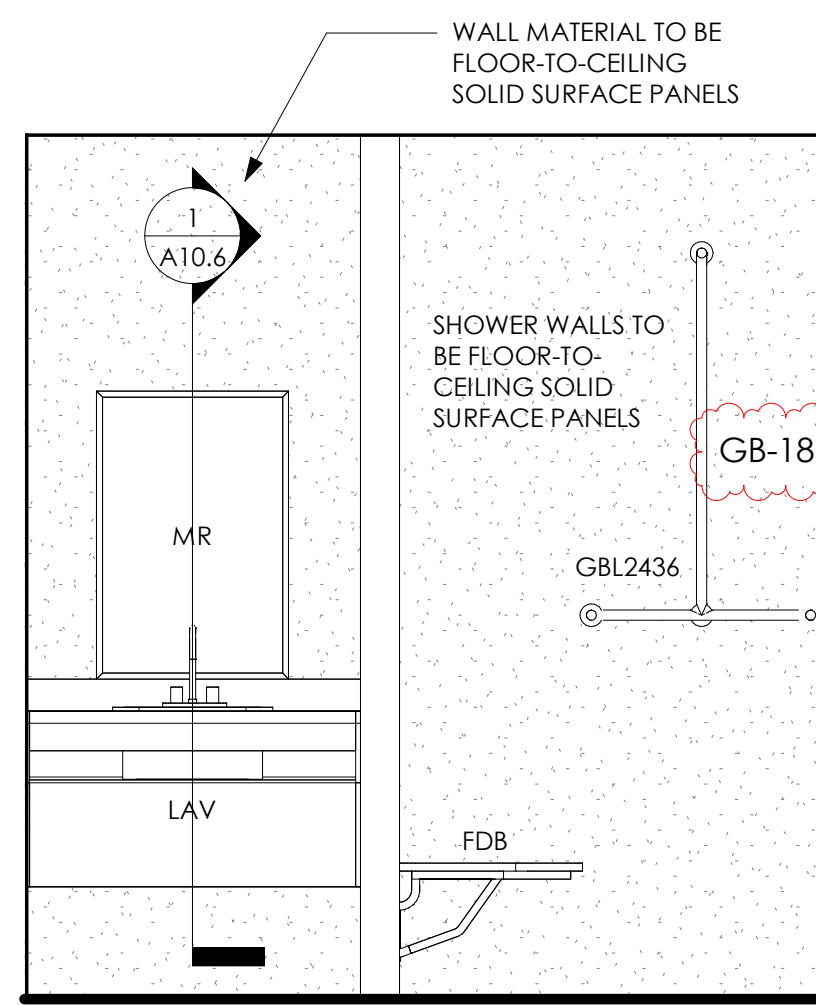 WALL MATERIAL TO BE
FLOOR-TO-CEILING
SOLID SURFACE PANELS
1
A10.6
SHOWER WALLS TO
BE FLOOR-TO-
CEILING SOLID
SURFACE PANELS
GB-18
MR
GBL2436
LAV
FDB